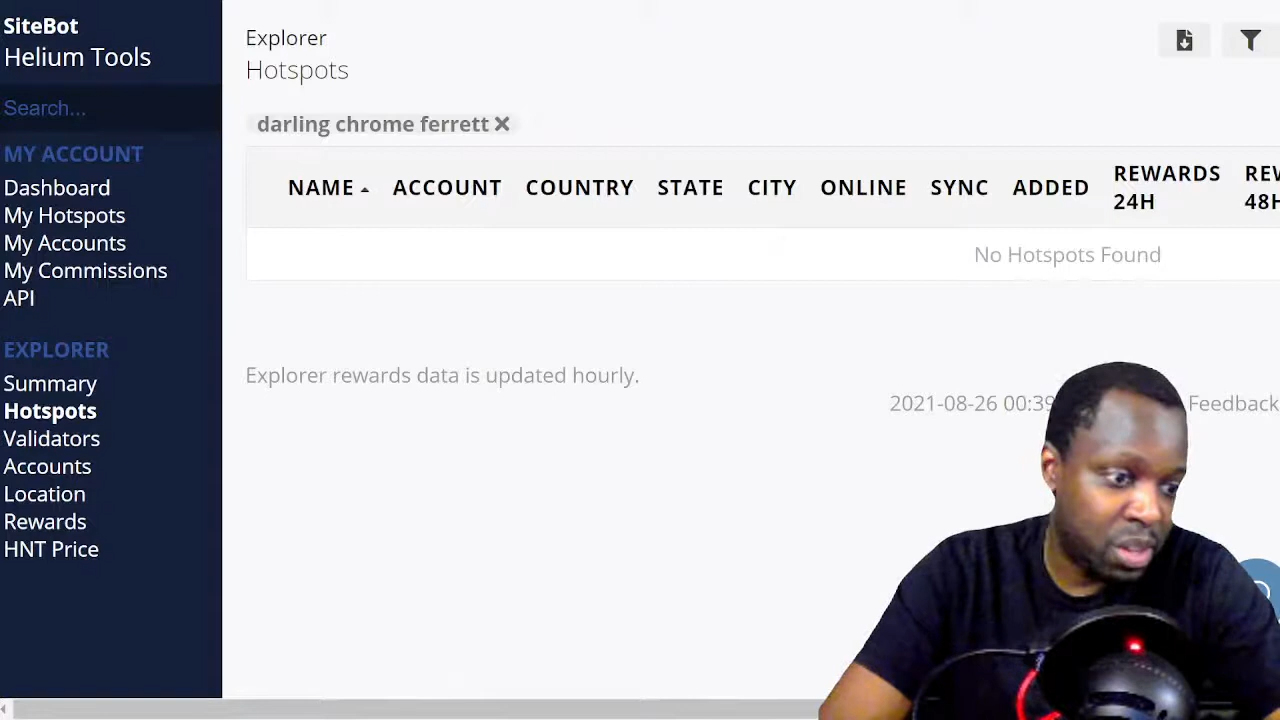 SiteBot
Helium Tools
Search...
MY ACCOUNT
Dashboard
My Hotspots
My Accounts
My Commissions
API
EXPLORER
Summary
Hotspots
Validators
Accounts
Location
Rewards
HNT Price
Explorer
Hotspots
darling chrome ferrett
NAME ACCOUNT COUNTRY STATE CITY ONLINE SYNC ADDED REWARDS 24H 48H
No Hotspots Found
Explorer rewards data is updated hourly.
2021-08-26 00:39 Feedback